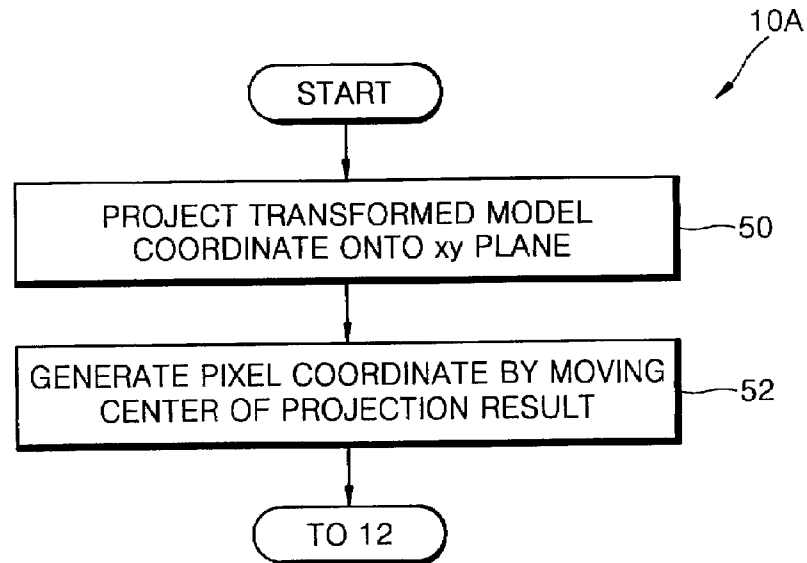 10A
START
PROJECT TRANSFORMED MODEL
COORDINATE ONTO xy PLANE
50
GENERATE PIXEL COORDINATE BY MOVING
CENTER OF PROJECTION RESULT
52
TO 12